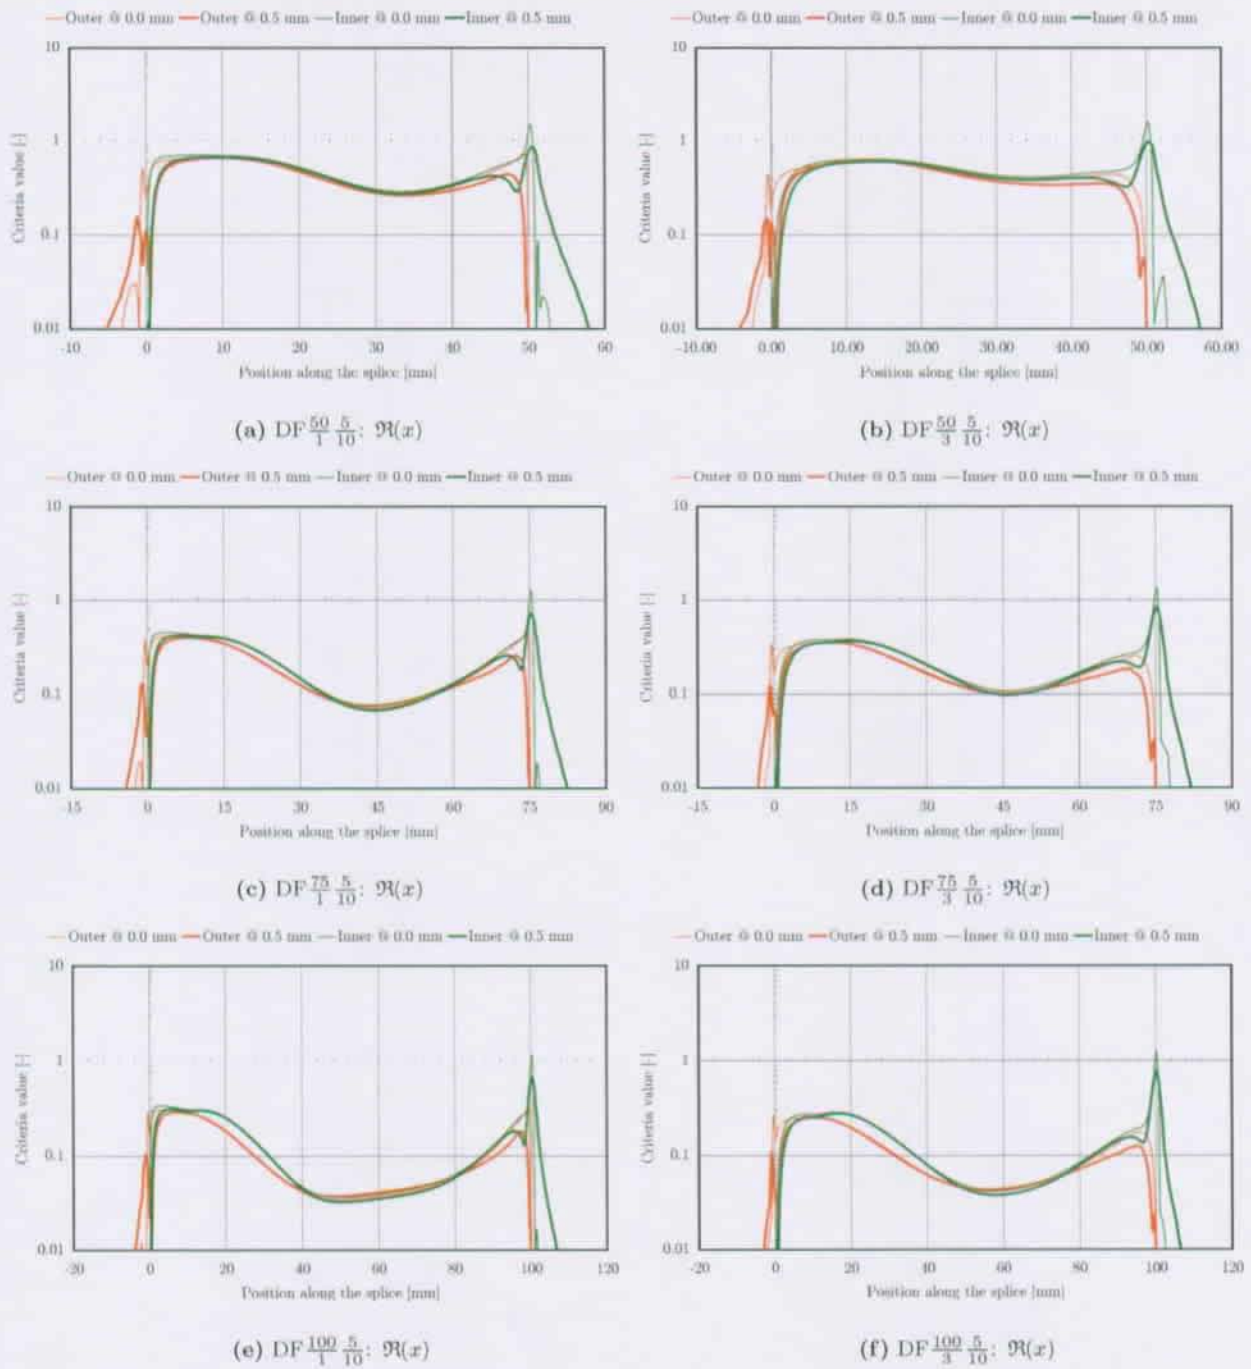 Outer @ 0.0 mm Outer @ 0.5 mm Inner @ 0.0 mm Inner @ 0.5 mm
10
1
0.1
0.01
Criteria value [-]
-10 0 10 20 30 40 50 60
Position along the splice [mm]
(a) DF 50/1 5/10: ℜ(x)
Outer @ 0.0 mm Outer @ 0.5 mm Inner @ 0.0 mm Inner @ 0.5 mm
10
1
0.1
0.01
Criteria value [-]
-10.00 0.00 10.00 20.00 30.00 40.00 50.00 60.00
Position along the splice [mm]
(b) DF 50/3 5/10: ℜ(x)
Outer @ 0.0 mm Outer @ 0.5 mm Inner @ 0.0 mm Inner @ 0.5 mm
10
1
0.1
0.01
Criteria value [-]
-15 0 15 30 45 60 75 90
Position along the splice [mm]
(c) DF 75/1 5/10: ℜ(x)
Outer @ 0.0 mm Outer @ 0.5 mm Inner @ 0.0 mm Inner @ 0.5 mm
10
1
0.1
0.01
Criteria value [-]
-15 0 15 30 45 60 75 90
Position along the splice [mm]
(d) DF 75/3 5/10: ℜ(x)
Outer @ 0.0 mm Outer @ 0.5 mm Inner @ 0.0 mm Inner @ 0.5 mm
10
1
0.1
0.01
Criteria value [-]
-20 0 20 40 60 80 100 120
Position along the splice [mm]
(e) DF 100/1 5/10: ℜ(x)
Outer @ 0.0 mm Outer @ 0.5 mm Inner @ 0.0 mm Inner @ 0.5 mm
10
1
0.1
0.01
Criteria value [-]
-20 0 20 40 60 80 100 120
Position along the splice [mm]
(f) DF 100/3 5/10: ℜ(x)